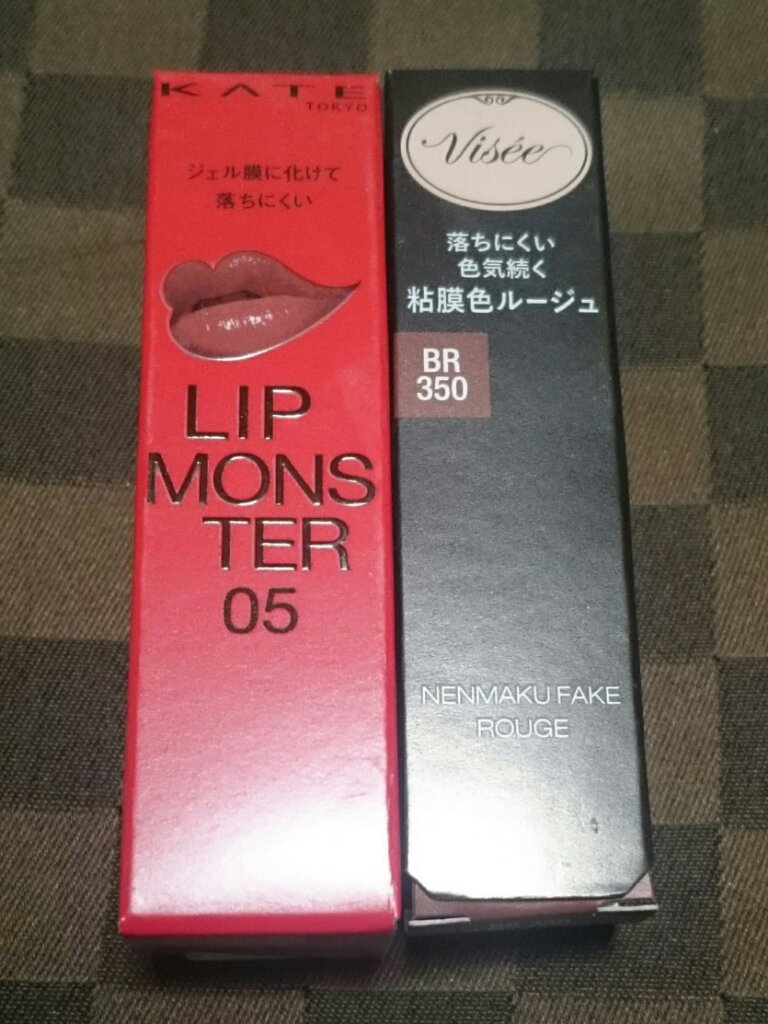 KATE
TOKYO
ジェル膜に化けて
落ちにくい
LIP
MONS
TER
05
Visée
落ちにくい
色気続く
粘膜色ルージュ
BR
350
NENMAKU FAKE
ROUGE